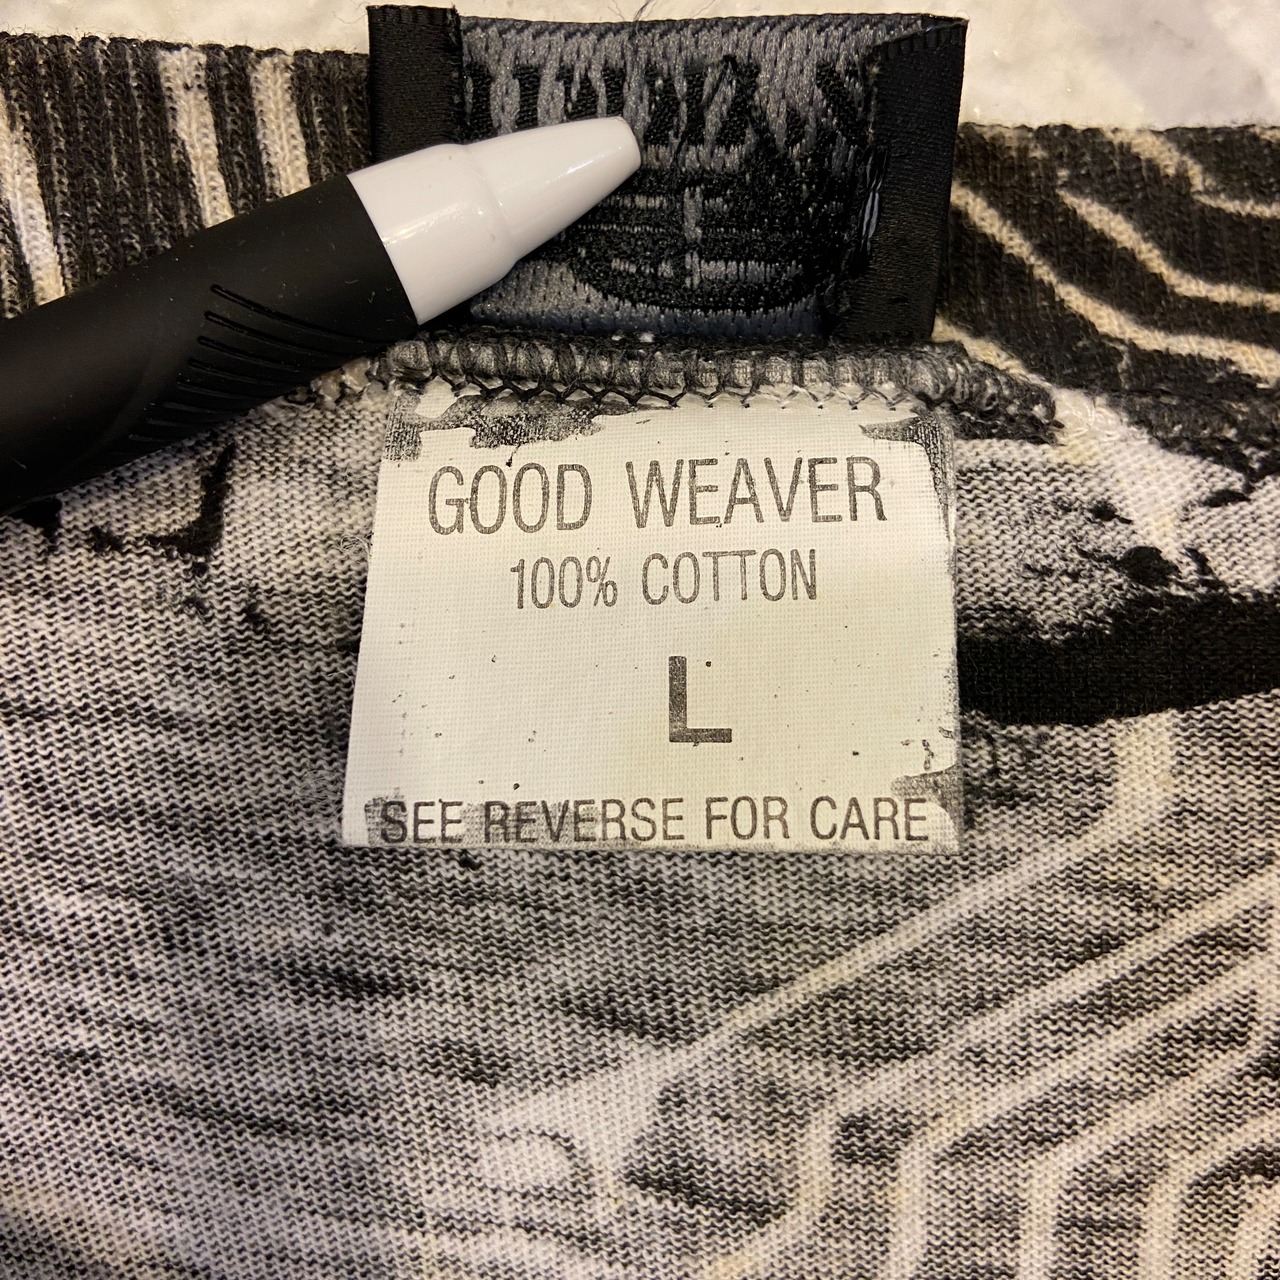 GOOD WEAVER
100% COTTON
L
SEE REVERSE FOR CARE